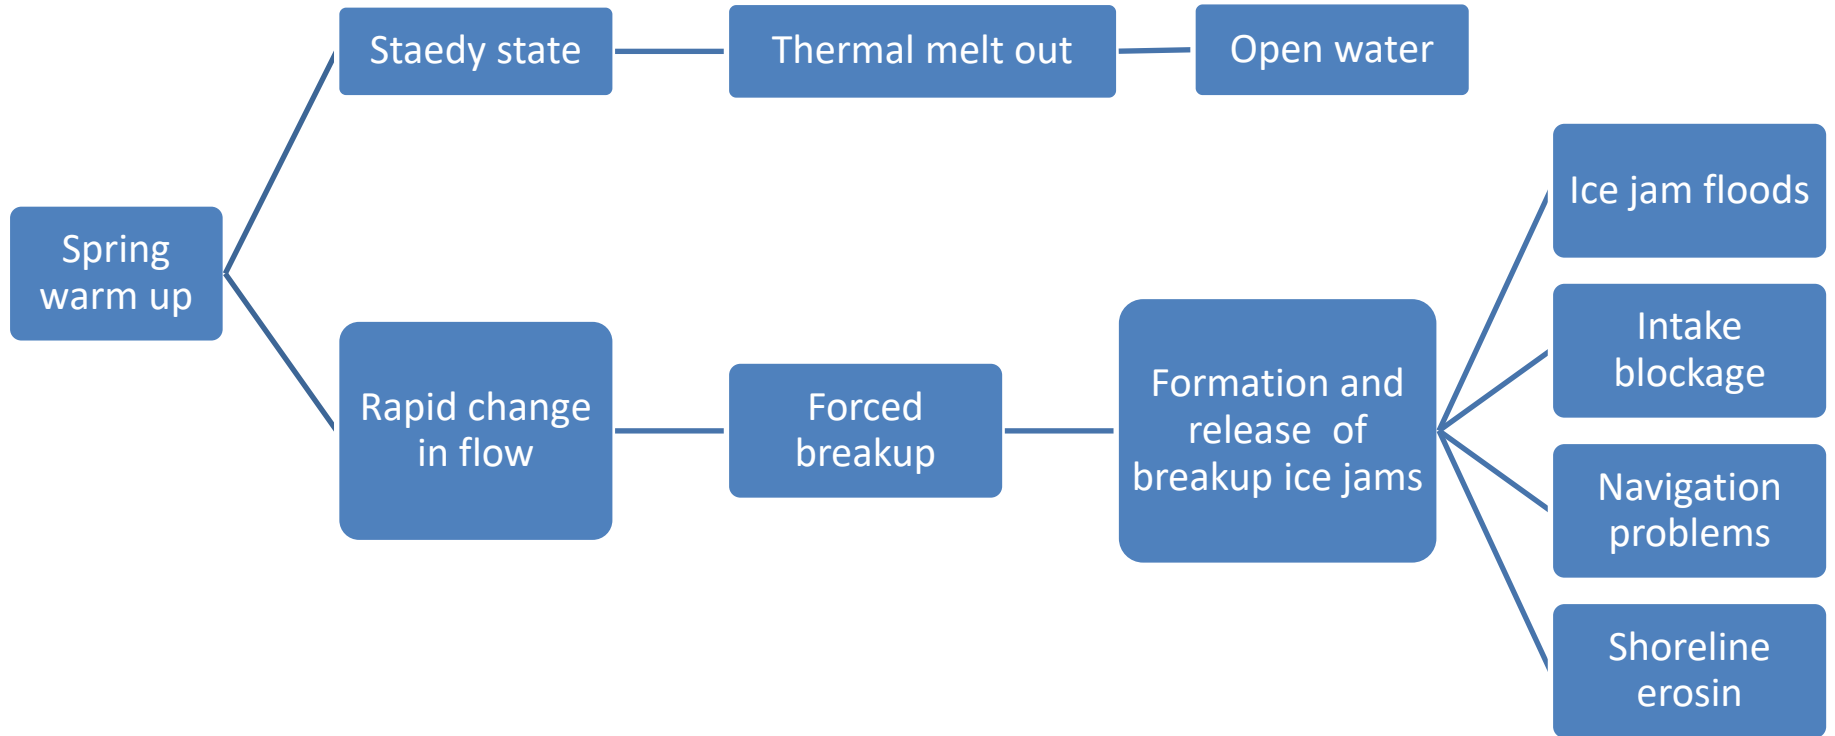 Staedy state
Thermal melt out
Open water
Spring
warm up
Rapid change
in flow
Forced
breakup
Formation and
release  of
breakup ice jams
Ice jam floods
Intake
blockage
Navigation
problems
Shoreline
erosin